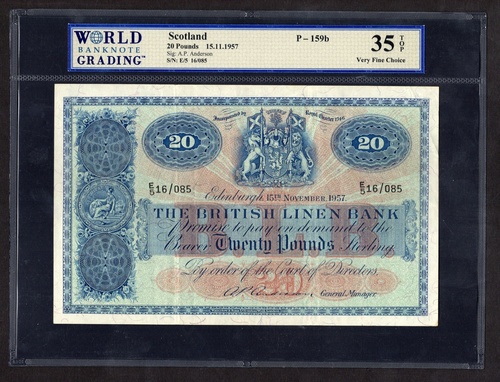 WORLD
BANKNOTE
GRADING™
Scotland
20 Pounds 15.11.1957
Sig: A.P. Anderson
S/N: E/5 16/085
P - 159b
35 TOP
Very Fine Choice
Incorporated by Royal Charter 1746
20
20
E/5 16/085
E/5 16/085
Edinburgh, 15TH NOVEMBER, 1957.
THE BRITISH LINEN BANK
Promise to pay on demand to the
Bearer Twenty Pounds Sterling
By order of the Court of Directors.
General Manager.